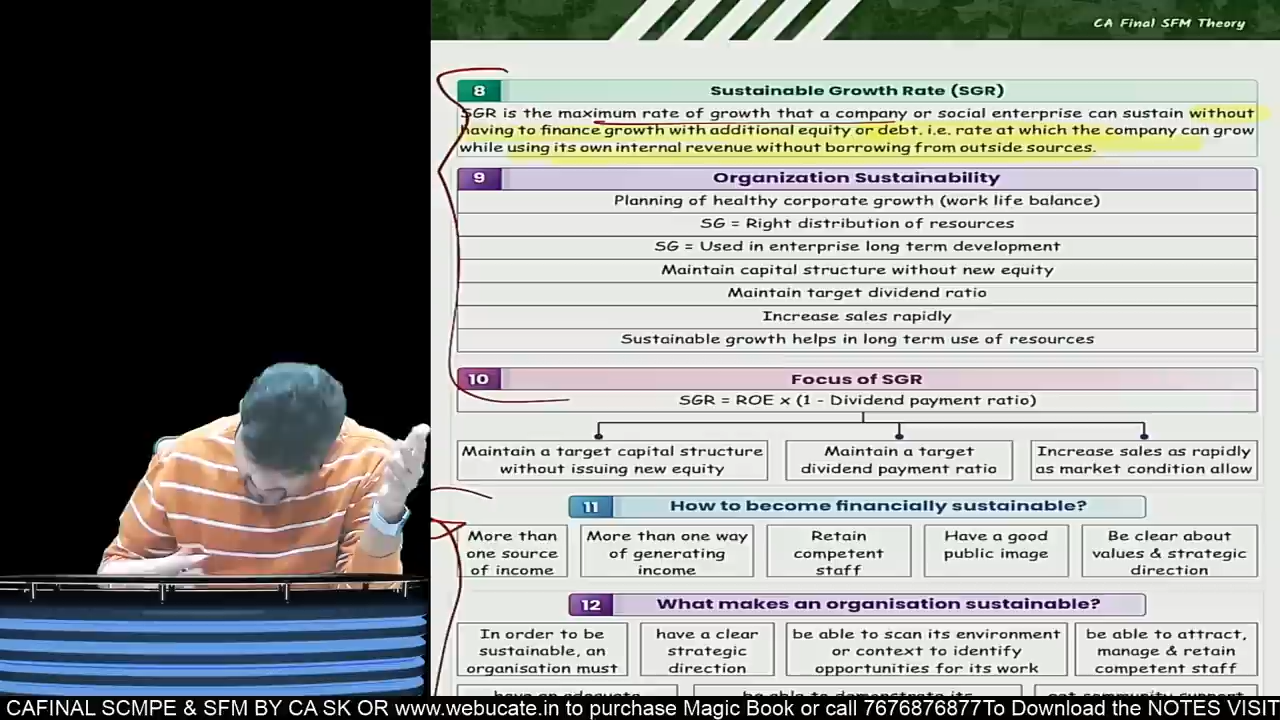 CA Final SFM Theory
8 Sustainable Growth Rate (SGR)
SGR is the maximum rate of growth that a company or social enterprise can sustain without
having to finance growth with additional equity or debt. i.e. rate at which the company can grow
while using its own internal revenue without borrowing from outside sources.
9 Organization Sustainability
Planning of healthy corporate growth (work life balance)
SG = Right distribution of resources
SG = Used in enterprise long term development
Maintain capital structure without new equity
Maintain target dividend ratio
Increase sales rapidly
Sustainable growth helps in long term use of resources
10 Focus of SGR
SGR = ROE x (1 - Dividend payment ratio)
Maintain a target capital structure
without issuing new equity
Maintain a target
dividend payment ratio
Increase sales as rapidly
as market condition allow
11 How to become financially sustainable?
More than
one source
of income
More than one way
of generating
income
Retain
competent
staff
Have a good
public image
Be clear about
values & strategic
direction
12 What makes an organisation sustainable?
In order to be
sustainable, an
organisation must
have a clear
strategic
direction
be able to scan its environment
or context to identify
opportunities for its work
be able to attract,
manage & retain
competent staff
have an adequate
be able to demonstrate its
get community support
CAFINAL SCMPE & SFM BY CA SK OR www.webucate.in to purchase Magic Book or call 7676876877To Download the NOTES VISIT